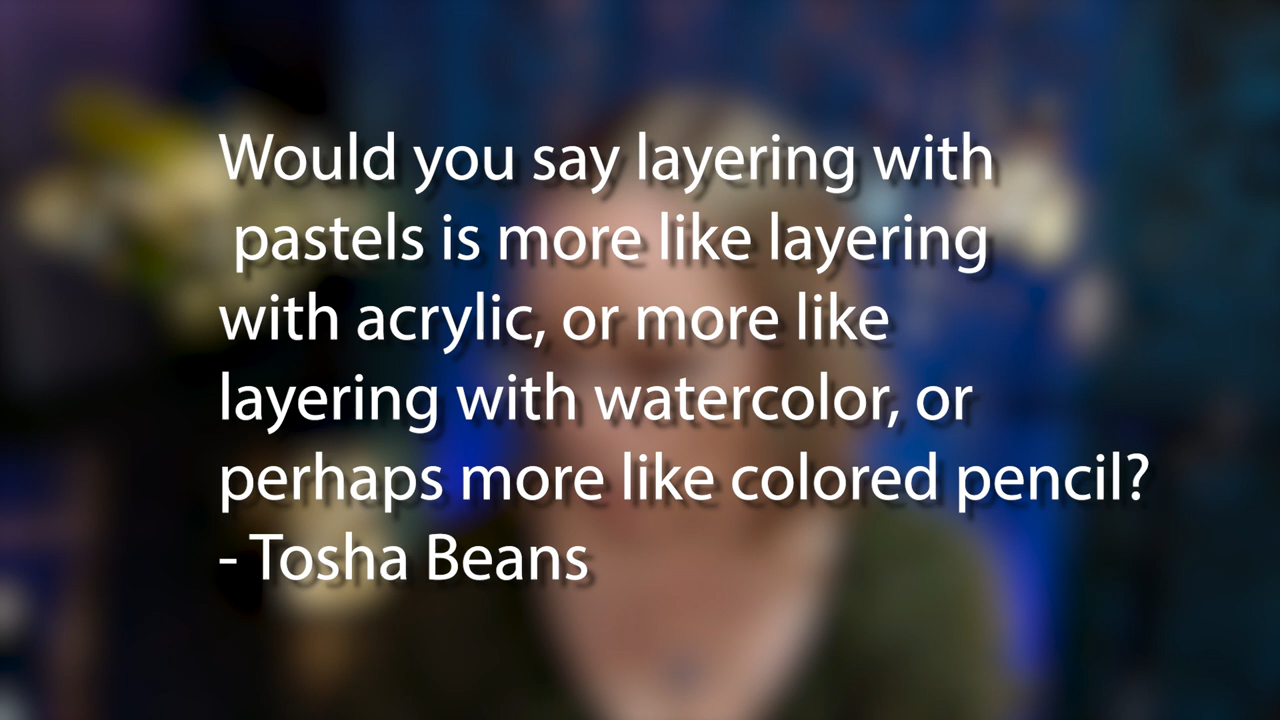 Would you say layering with
pastels is more like layering
with acrylic, or more like
layering with watercolor, or
perhaps more like colored pencil?
- Tosha Beans